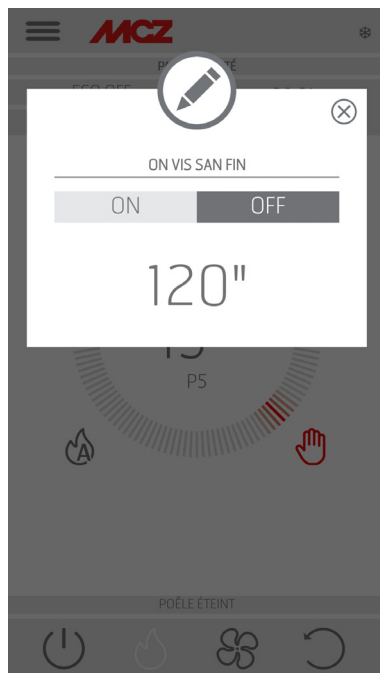 MCZ
ON VIS SAN FIN
ON OFF
120"
P5
A
POÊLE ÉTEINT